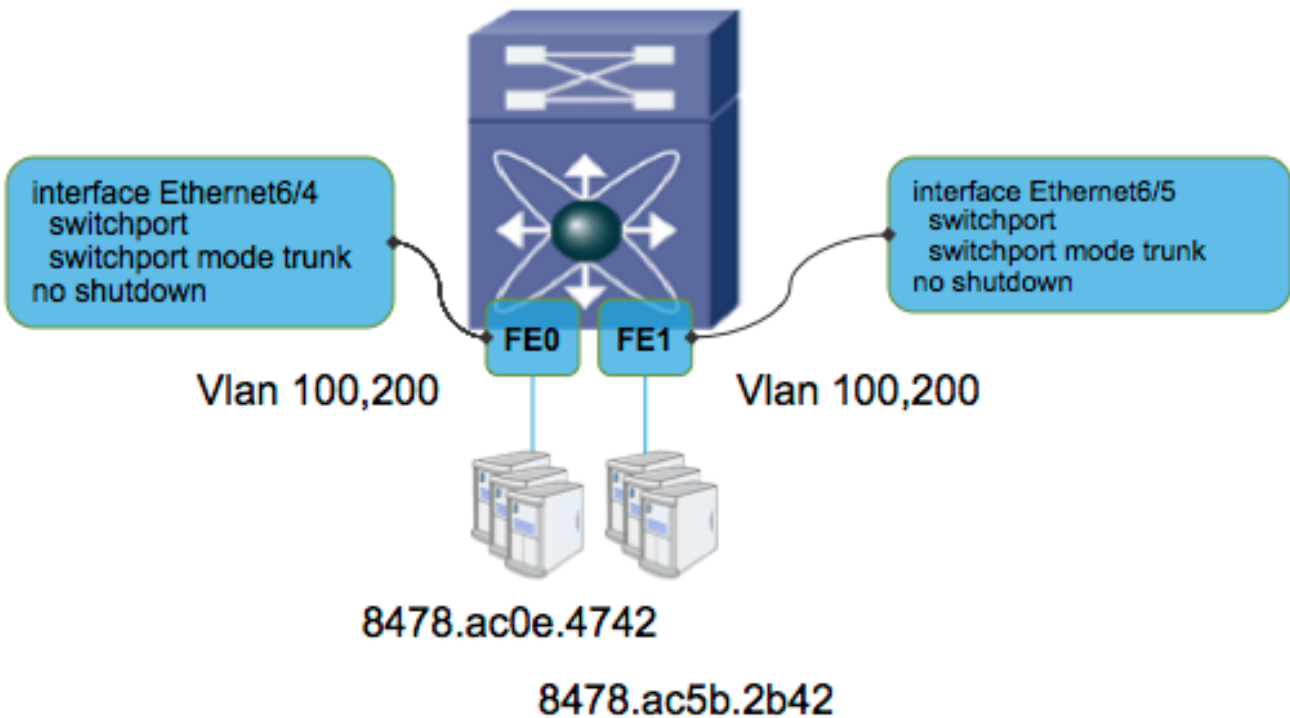 interface Ethernet6/4
switchport
switchport mode trunk
no shutdown
interface Ethernet6/5
switchport
switchport mode trunk
no shutdown
FE0
FE1
Vlan 100,200
Vlan 100,200
8478.ac0e.4742
8478.ac5b.2b42